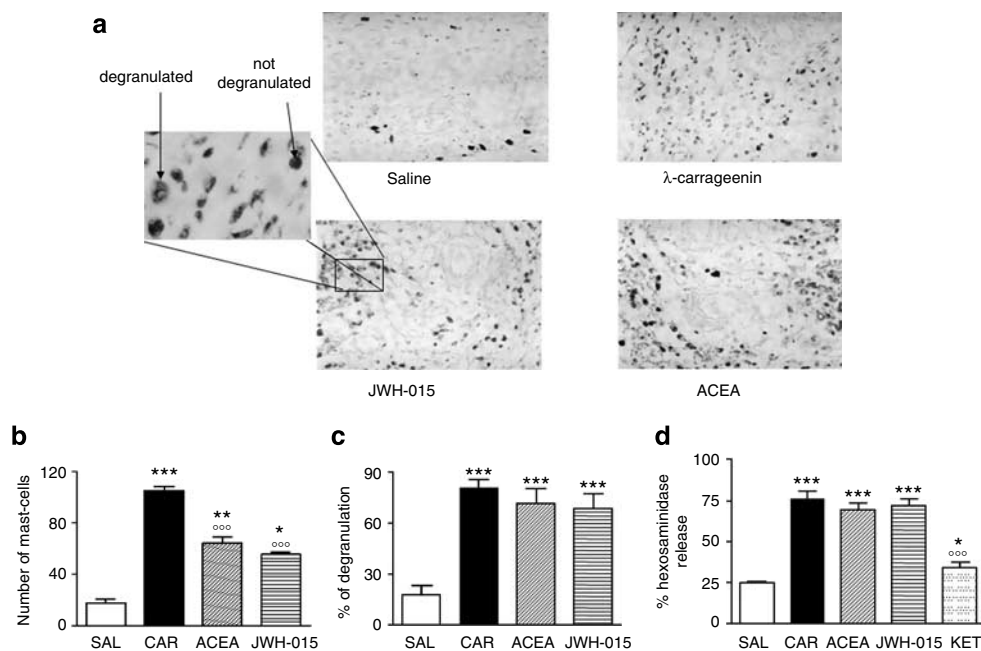 a
degranulated
not
degranulated
Saline
λ-carrageenin
JWH-015
ACEA
b
Number of mast-cells
120
80
40
0
***
**
°°°
*
°°°
SAL CAR ACEA JWH-015
c
% of degranulation
90
60
30
0
***
***
***
SAL CAR ACEA JWH-015
d
% hexosaminidase
release
100
75
50
25
0
***
***
***
*
°°°
SAL CAR ACEA JWH-015 KET